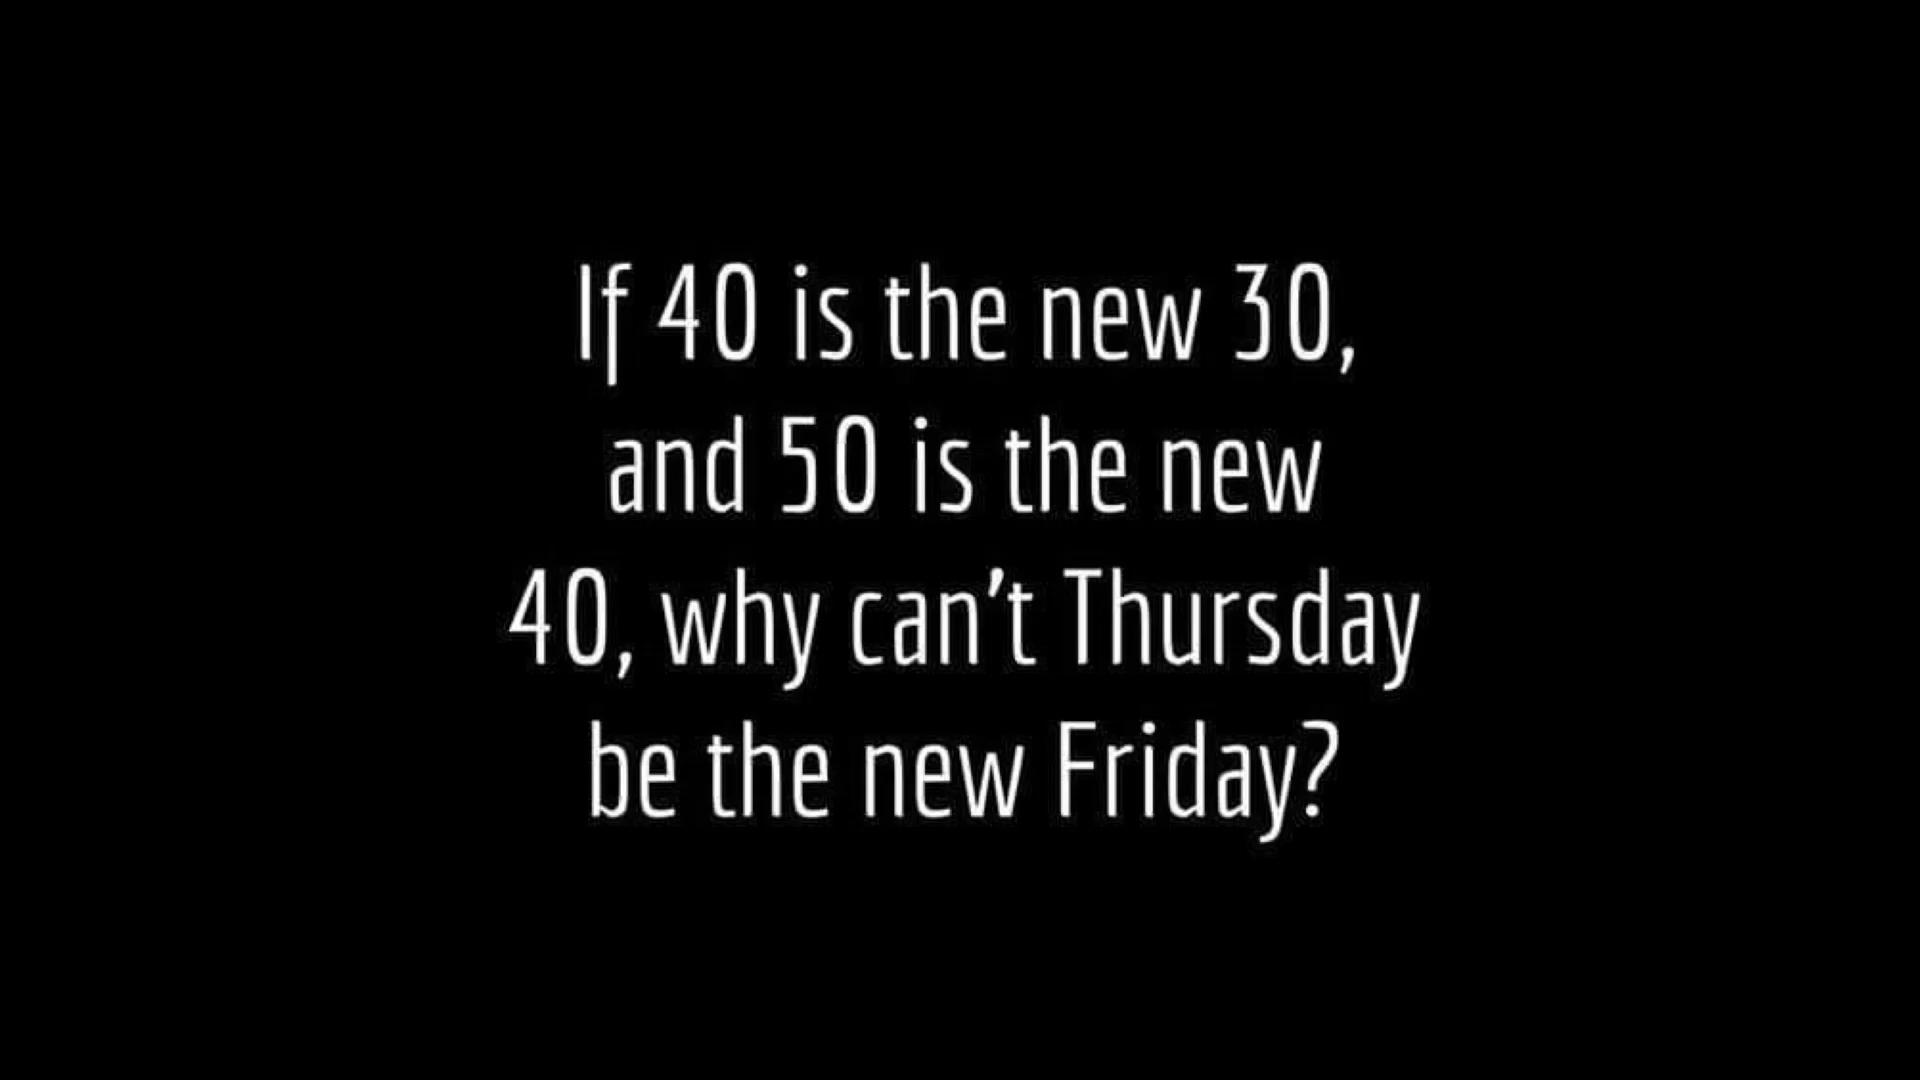 If 40 is the new 30,
and 50 is the new
40, why can't Thursday
be the new Friday?